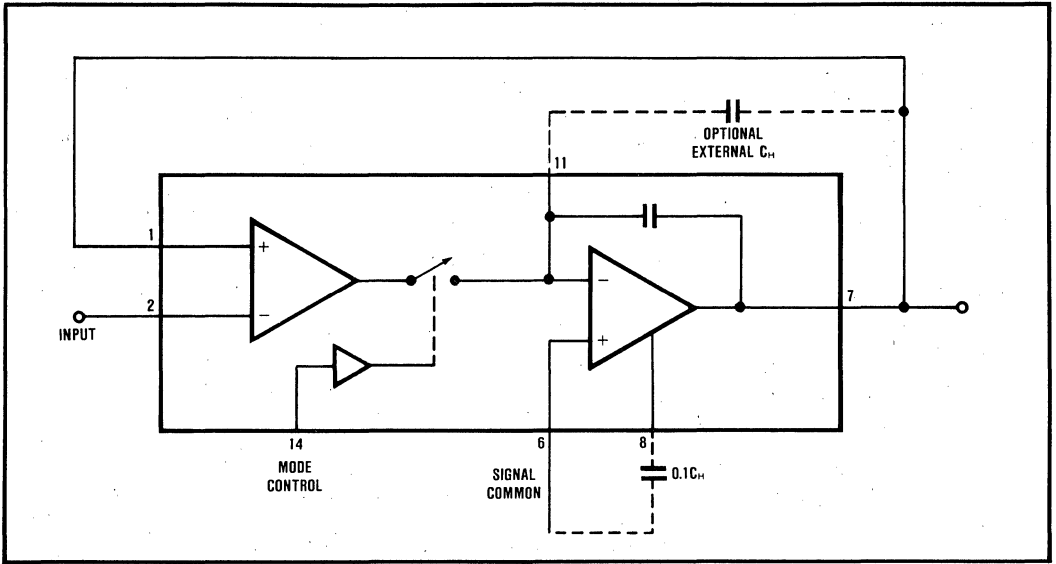 OPTIONAL
EXTERNAL CH
11
1
+
2
−
INPUT
−
+
7
14
MODE
CONTROL
6
SIGNAL
COMMON
8
0.1CH